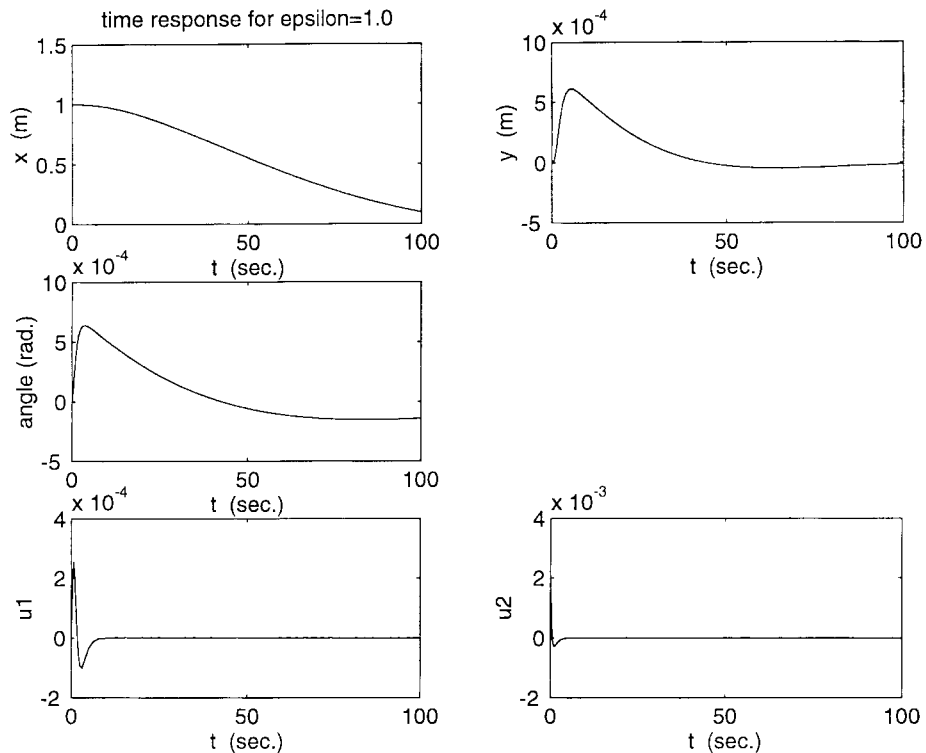 time response for epsilon=1.0
1.5
1
0.5
0
x (m)
0 50 100
t (sec.)
x 10^-4
10
5
0
-5
y (m)
0 50 100
t (sec.)
x 10^-4
10
5
0
-5
angle (rad.)
0 50 100
t (sec.)
x 10^-4
4
2
0
-2
u1
0 50 100
t (sec.)
x 10^-3
4
2
0
-2
u2
0 50 100
t (sec.)